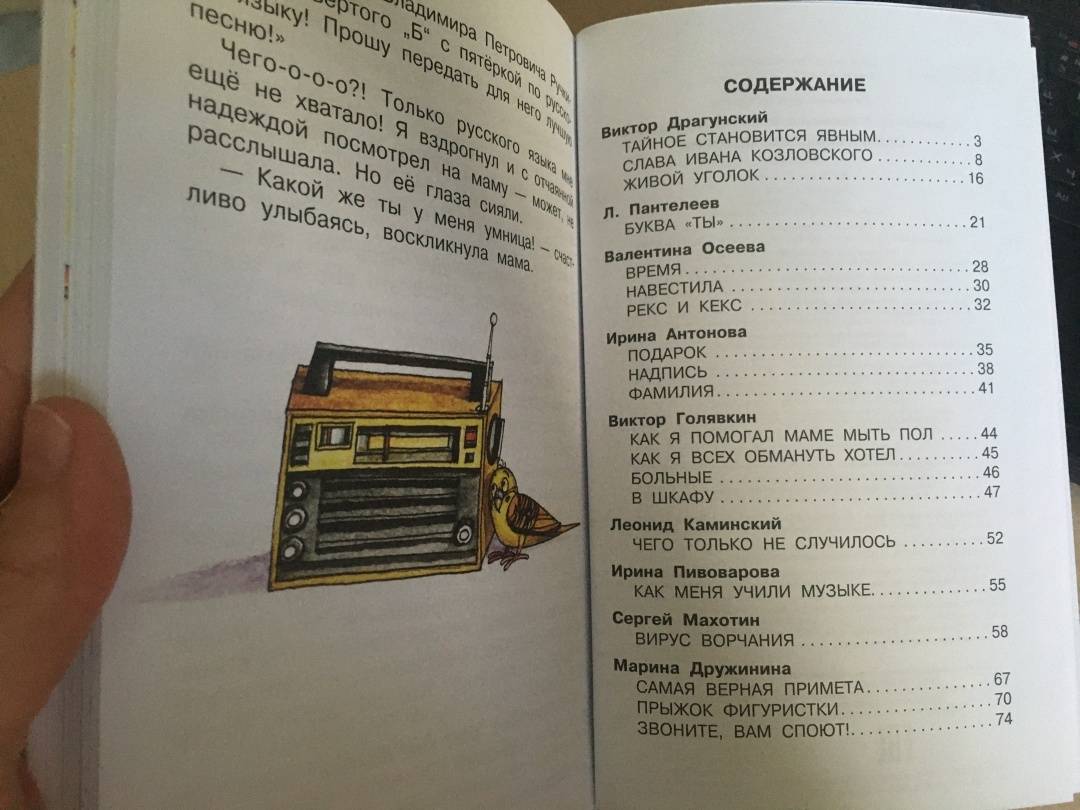 Владимира Петровича Ручки-
вертого „Б“ с пятёркой по русско-
языку! Прошу передать для него лучшую
песню!»
Чего-о-о-о?! Только русского языка мне
ещё не хватало! Я вздрогнул и с отчаянной
надеждой посмотрел на маму — может, не
расслышала. Но её глаза сияли.
— Какой же ты у меня умница! — счаст-
ливо улыбаясь, воскликнула мама.
СОДЕРЖАНИЕ
Виктор Драгунский
ТАЙНОЕ СТАНОВИТСЯ ЯВНЫМ. . . . . . . . . . . . 3
СЛАВА ИВАНА КОЗЛОВСКОГО . . . . . . . . . . . . 8
ЖИВОЙ УГОЛОК . . . . . . . . . . . . . . . . . . . . . . . . 16
Л. Пантелеев
БУКВА «ТЫ» . . . . . . . . . . . . . . . . . . . . . . . . . . . . 21
Валентина Осеева
ВРЕМЯ . . . . . . . . . . . . . . . . . . . . . . . . . . . . . . . . . 28
НАВЕСТИЛА . . . . . . . . . . . . . . . . . . . . . . . . . . . . 30
РЕКС И КЕКС . . . . . . . . . . . . . . . . . . . . . . . . . . 32
Ирина Антонова
ПОДАРОК . . . . . . . . . . . . . . . . . . . . . . . . . . . . . . 35
НАДПИСЬ . . . . . . . . . . . . . . . . . . . . . . . . . . . . . . 38
ФАМИЛИЯ . . . . . . . . . . . . . . . . . . . . . . . . . . . . . . 41
Виктор Голявкин
КАК Я ПОМОГАЛ МАМЕ МЫТЬ ПОЛ . . . . . 44
КАК Я ВСЕХ ОБМАНУТЬ ХОТЕЛ . . . . . . . . . . 45
БОЛЬНЫЕ . . . . . . . . . . . . . . . . . . . . . . . . . . . . . . 46
В ШКАФУ . . . . . . . . . . . . . . . . . . . . . . . . . . . . . . 47
Леонид Каминский
ЧЕГО ТОЛЬКО НЕ СЛУЧИЛОСЬ . . . . . . . . . . 52
Ирина Пивоварова
КАК МЕНЯ УЧИЛИ МУЗЫКЕ. . . . . . . . . . . . . . 55
Сергей Махотин
ВИРУС ВОРЧАНИЯ . . . . . . . . . . . . . . . . . . . . . . 58
Марина Дружинина
САМАЯ ВЕРНАЯ ПРИМЕТА . . . . . . . . . . . . . . . 67
ПРЫЖОК ФИГУРИСТКИ. . . . . . . . . . . . . . . . . . 70
ЗВОНИТЕ, ВАМ СПОЮТ!. . . . . . . . . . . . . . . . . 74